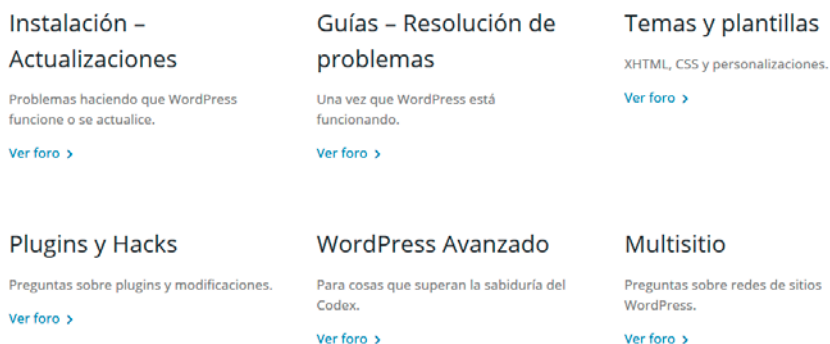 Instalación –
Actualizaciones
Problemas haciendo que WordPress
funcione o se actualice.
Ver foro >
Guías – Resolución de
problemas
Una vez que WordPress está
funcionando.
Ver foro >
Temas y plantillas
XHTML, CSS y personalizaciones.
Ver foro >
Plugins y Hacks
Preguntas sobre plugins y modificaciones.
Ver foro >
WordPress Avanzado
Para cosas que superan la sabiduría del
Codex.
Ver foro >
Multisitio
Preguntas sobre redes de sitios
WordPress.
Ver foro >